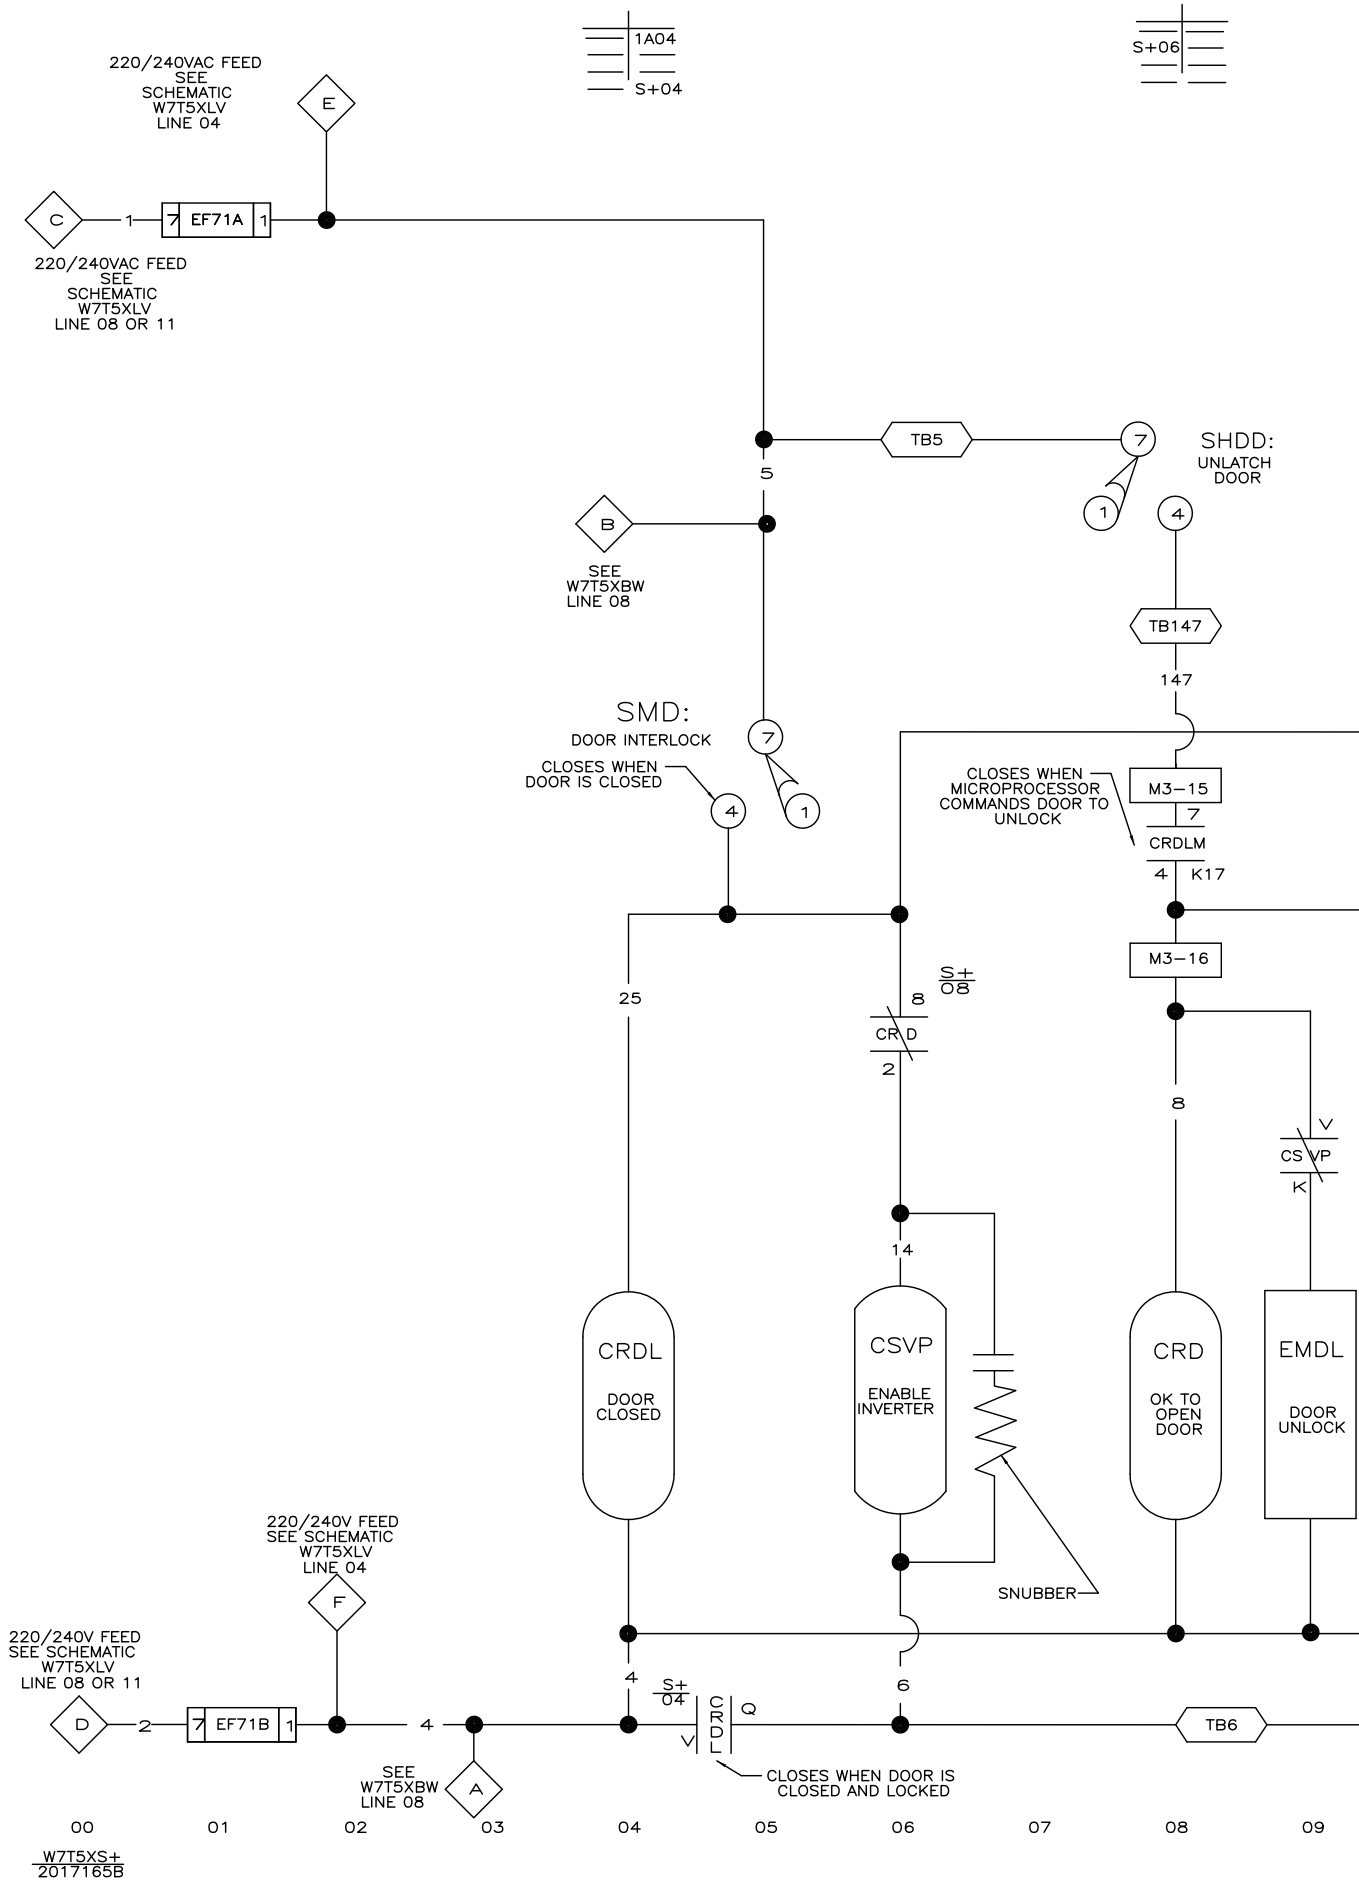 1A04
S+04
S+06
220/240VAC FEED
SEE
SCHEMATIC
W7T5XLV
LINE 04
E
C
1
7
EF71A
1
220/240VAC FEED
SEE
SCHEMATIC
W7T5XLV
LINE 08 OR 11
TB5
7
SHDD:
UNLATCH
DOOR
5
1
4
B
SEE
W7T5XBW
LINE 08
TB147
147
SMD:
DOOR INTERLOCK
7
CLOSES WHEN
DOOR IS CLOSED
4
1
CLOSES WHEN
MICROPROCESSOR
COMMANDS DOOR TO
UNLOCK
M3-15
7
CRDLM
4
K17
M3-16
25
8
S+
08
CR D
2
8
V
CS VP
K
14
CRDL
DOOR
CLOSED
CSVP
ENABLE
INVERTER
CRD
OK TO
OPEN
DOOR
EMDL
DOOR
UNLOCK
SNUBBER
220/240V FEED
SEE SCHEMATIC
W7T5XLV
LINE 04
F
220/240V FEED
SEE SCHEMATIC
W7T5XLV
LINE 08 OR 11
D
2
7
EF71B
1
4
4
S+
04
V
CRDL
Q
6
TB6
SEE
W7T5XBW
LINE 08
A
CLOSES WHEN DOOR IS
CLOSED AND LOCKED
00
01
02
03
04
05
06
07
08
09
W7T5XS+
2017165B